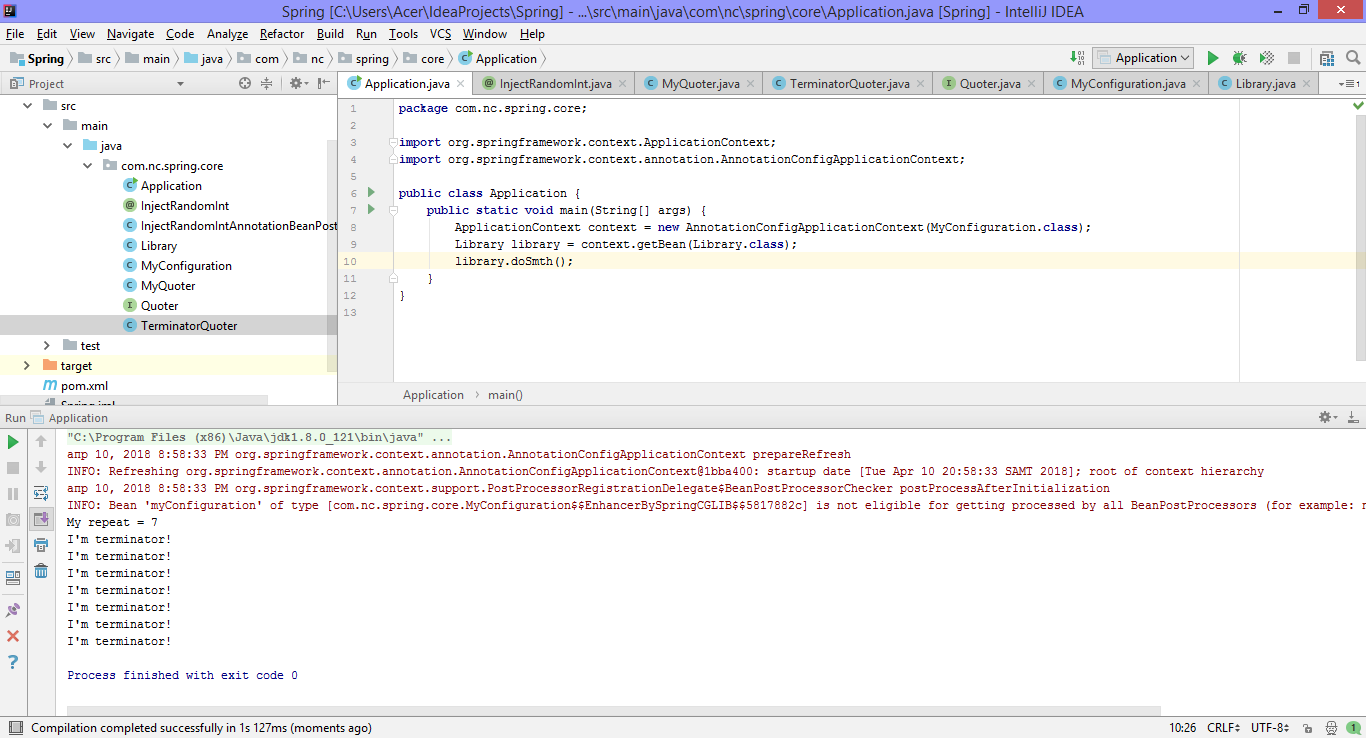 Spring [C:\Users\Acer\IdeaProjects\Spring] - ...\src\main\java\com\nc\spring\core\Application.java [Spring] - IntelliJ IDEA
File Edit View Navigate Code Analyze Refactor Build Run Tools VCS Window Help
Spring src main java com nc spring core Application Application
Project
Application.java InjectRandomInt.java MyQuoter.java TerminatorQuoter.java Quoter.java MyConfiguration.java Library.java
src
main
java
com.nc.spring.core
Application
InjectRandomInt
InjectRandomIntAnnotationBeanPost
Library
MyConfiguration
MyQuoter
Quoter
TerminatorQuoter
test
target
pom.xml
Spring.iml
1 package com.nc.spring.core;
2
3 import org.springframework.context.ApplicationContext;
4 import org.springframework.context.annotation.AnnotationConfigApplicationContext;
5
6 public class Application {
7 public static void main(String[] args) {
8 ApplicationContext context = new AnnotationConfigApplicationContext(MyConfiguration.class);
9 Library library = context.getBean(Library.class);
10 library.doSmth();
11 }
12 }
13
Application main()
Run Application
"C:\Program Files (x86)\Java\jdk1.8.0_121\bin\java" ...
апр 10, 2018 8:58:33 PM org.springframework.context.annotation.AnnotationConfigApplicationContext prepareRefresh
INFO: Refreshing org.springframework.context.annotation.AnnotationConfigApplicationContext@1bba400: startup date [Tue Apr 10 20:58:33 SAMT 2018]; root of context hierarchy
апр 10, 2018 8:58:33 PM org.springframework.context.support.PostProcessorRegistrationDelegate$BeanPostProcessorChecker postProcessAfterInitialization
INFO: Bean 'myConfiguration' of type [com.nc.spring.core.MyConfiguration$$EnhancerBySpringCGLIB$$5817882c] is not eligible for getting processed by all BeanPostProcessors (for example:
My repeat = 7
I'm terminator!
I'm terminator!
I'm terminator!
I'm terminator!
I'm terminator!
I'm terminator!
I'm terminator!
Process finished with exit code 0
Compilation completed successfully in 1s 127ms (moments ago) 10:26 CRLF UTF-8 1